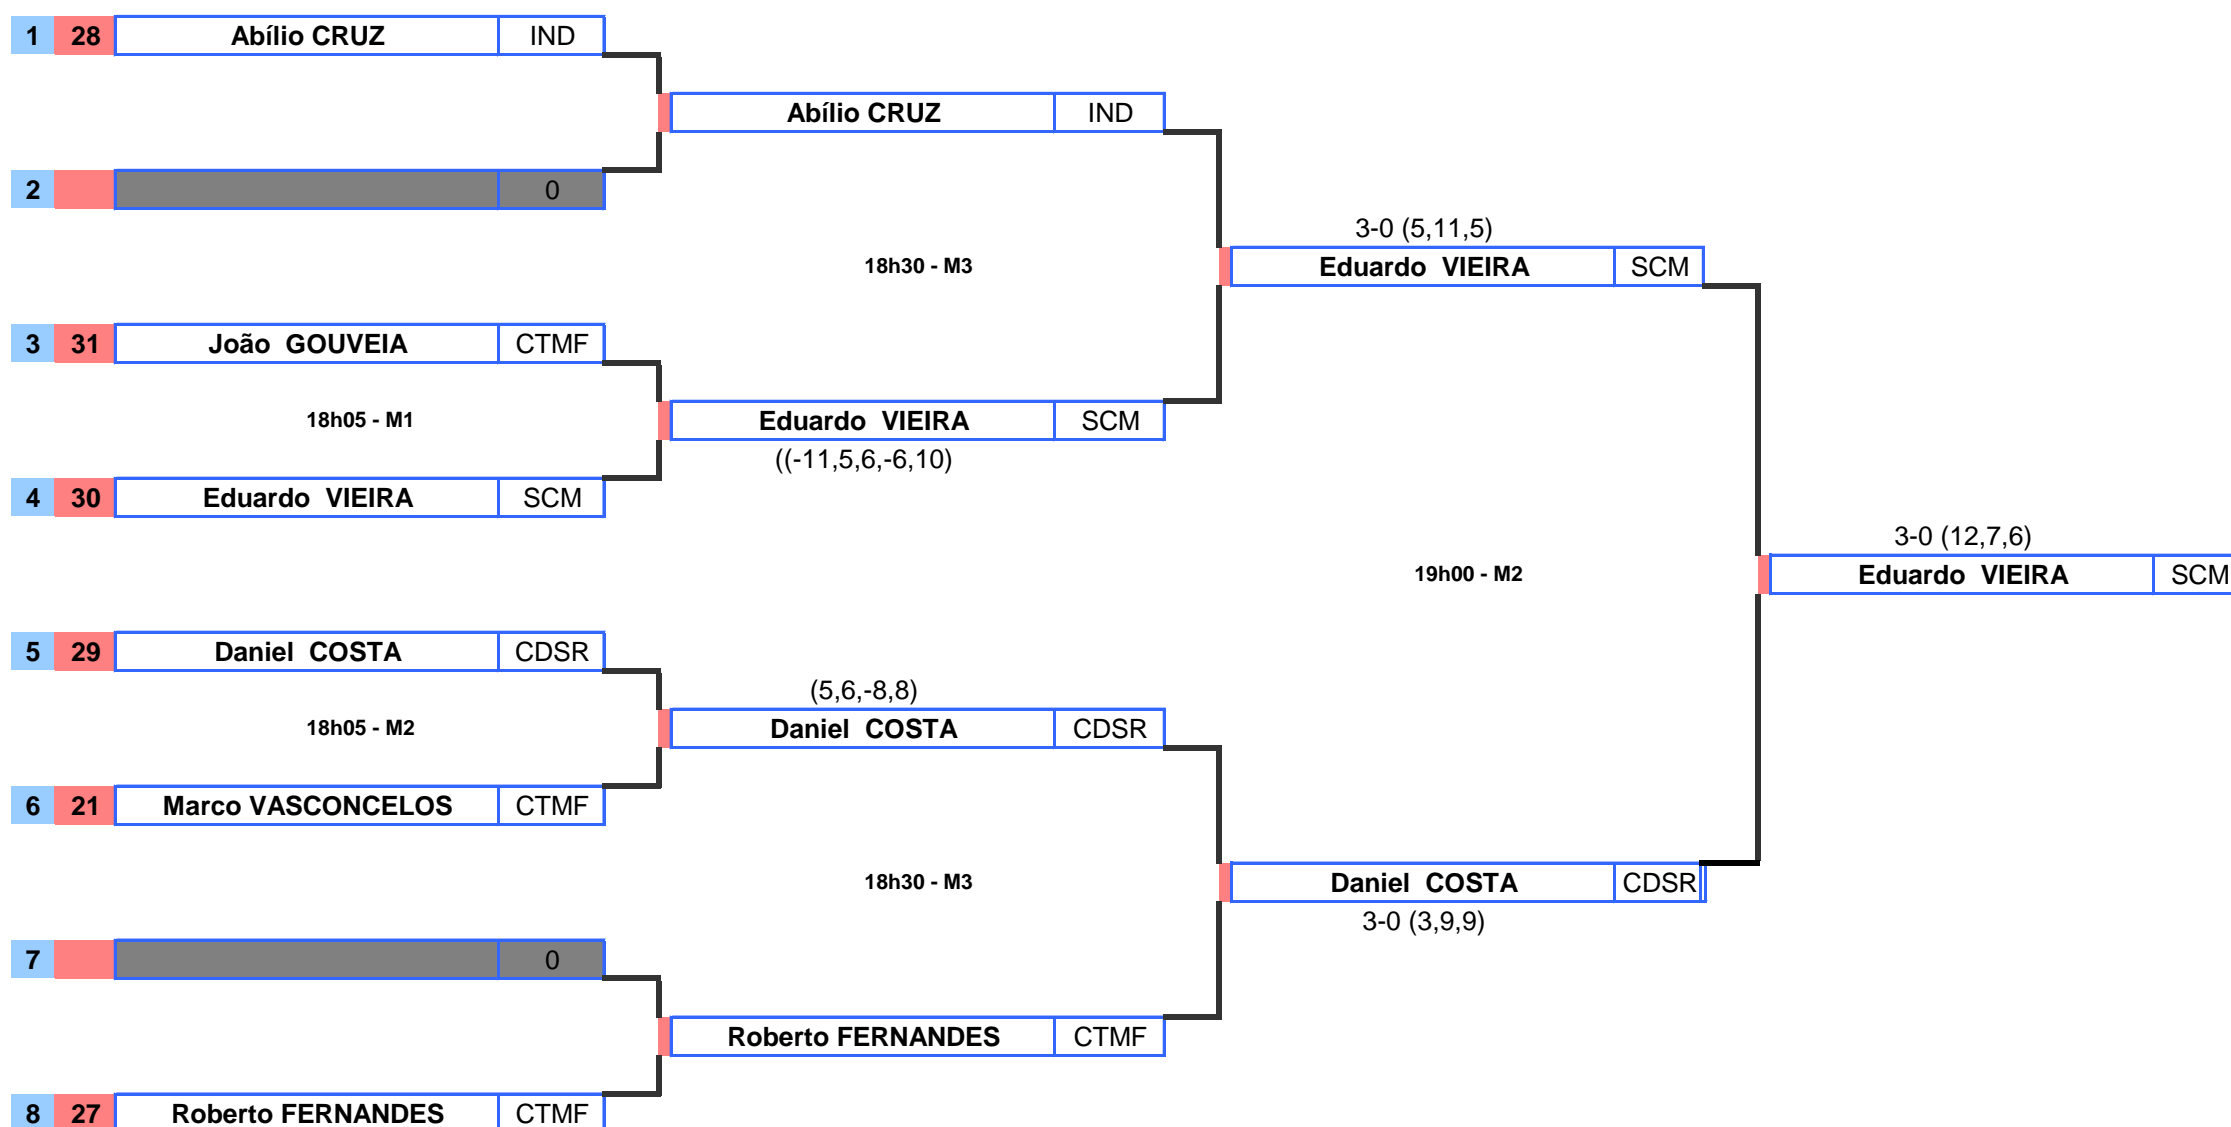 1 28 Abílio CRUZ IND
Abílio CRUZ IND
2 0
3-0 (5,11,5)
18h30 - M3
Eduardo VIEIRA SCM
3 31 João GOUVEIA CTMF
18h05 - M1
Eduardo VIEIRA SCM
((-11,5,6,-6,10)
4 30 Eduardo VIEIRA SCM
3-0 (12,7,6)
19h00 - M2
Eduardo VIEIRA SCM
5 29 Daniel COSTA CDSR
(5,6,-8,8)
18h05 - M2
Daniel COSTA CDSR
6 21 Marco VASCONCELOS CTMF
18h30 - M3
Daniel COSTA CDSR
3-0 (3,9,9)
7 0
Roberto FERNANDES CTMF
8 27 Roberto FERNANDES CTMF